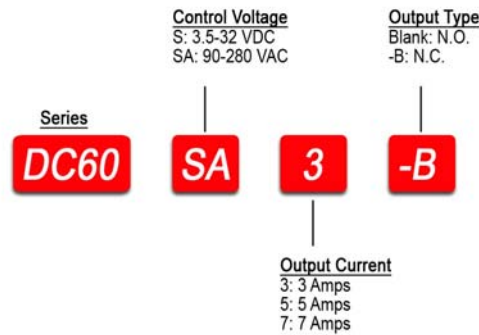 Control Voltage
S: 3.5-32 VDC
SA: 90-280 VAC
Output Type
Blank: N.O.
-B: N.C.
Series
DC60
SA
3
-B
Output Current
3: 3 Amps
5: 5 Amps
7: 7 Amps